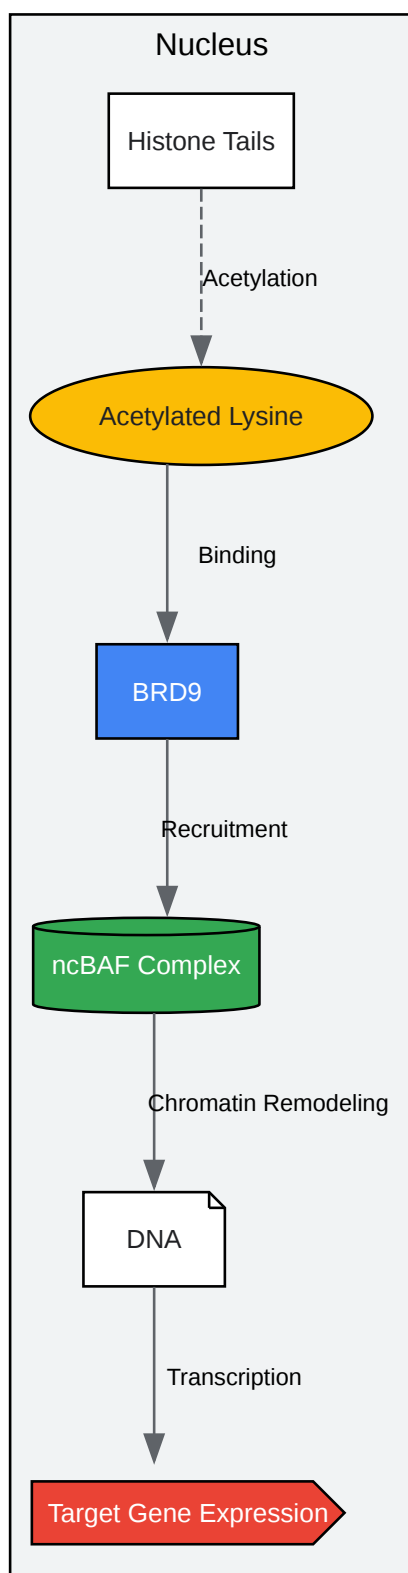 Nucleus
Histone Tails
Acetylation
Acetylated Lysine
Binding
BRD9
Recruitment
ncBAF Complex
Chromatin Remodeling
DNA
Transcription
Target Gene Expression